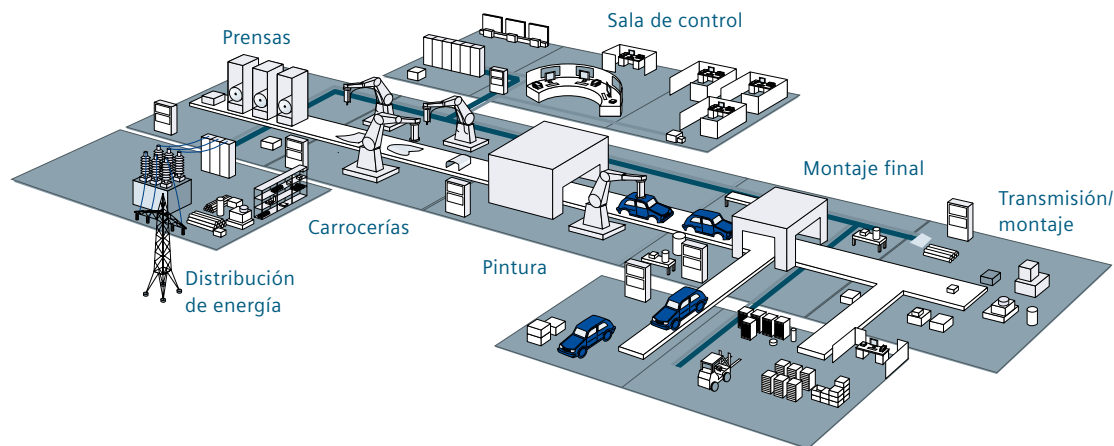 Sala de control
Prensas
Montaje final
Transmisión/
montaje
Carrocerías
Pintura
Distribución
de energía